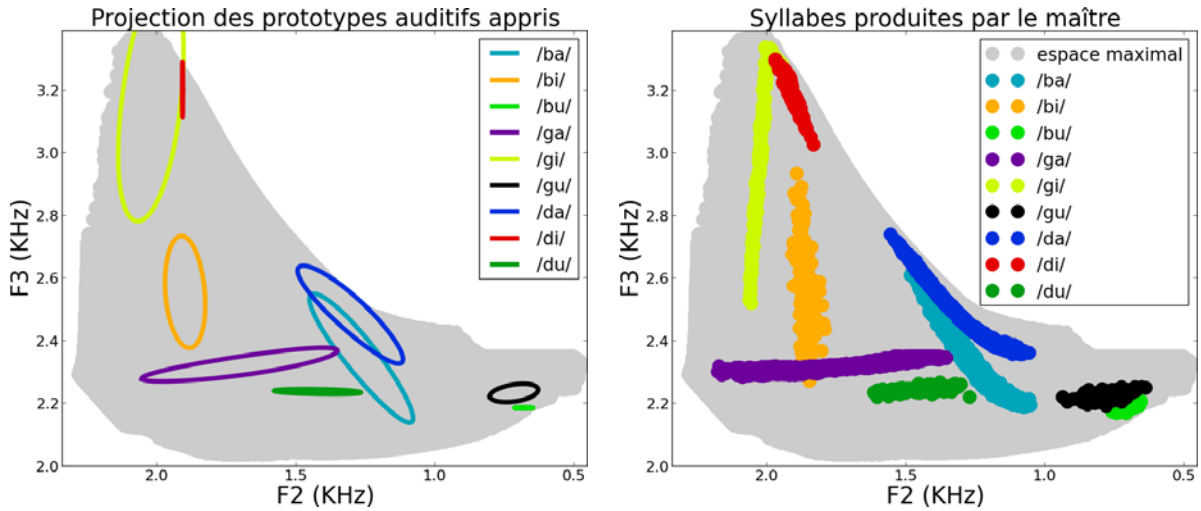 Projection des prototypes auditifs appris
F3 (KHz)
3.2
3.0
2.8
2.6
2.4
2.2
2.0
2.0
1.5
1.0
0.5
F2 (KHz)
/ba/
/bi/
/bu/
/ga/
/gi/
/gu/
/da/
/di/
/du/
Syllabes produites par le maître
F3 (KHz)
3.2
3.0
2.8
2.6
2.4
2.2
2.0
2.0
1.5
1.0
0.5
F2 (KHz)
espace maximal
/ba/
/bi/
/bu/
/ga/
/gi/
/gu/
/da/
/di/
/du/